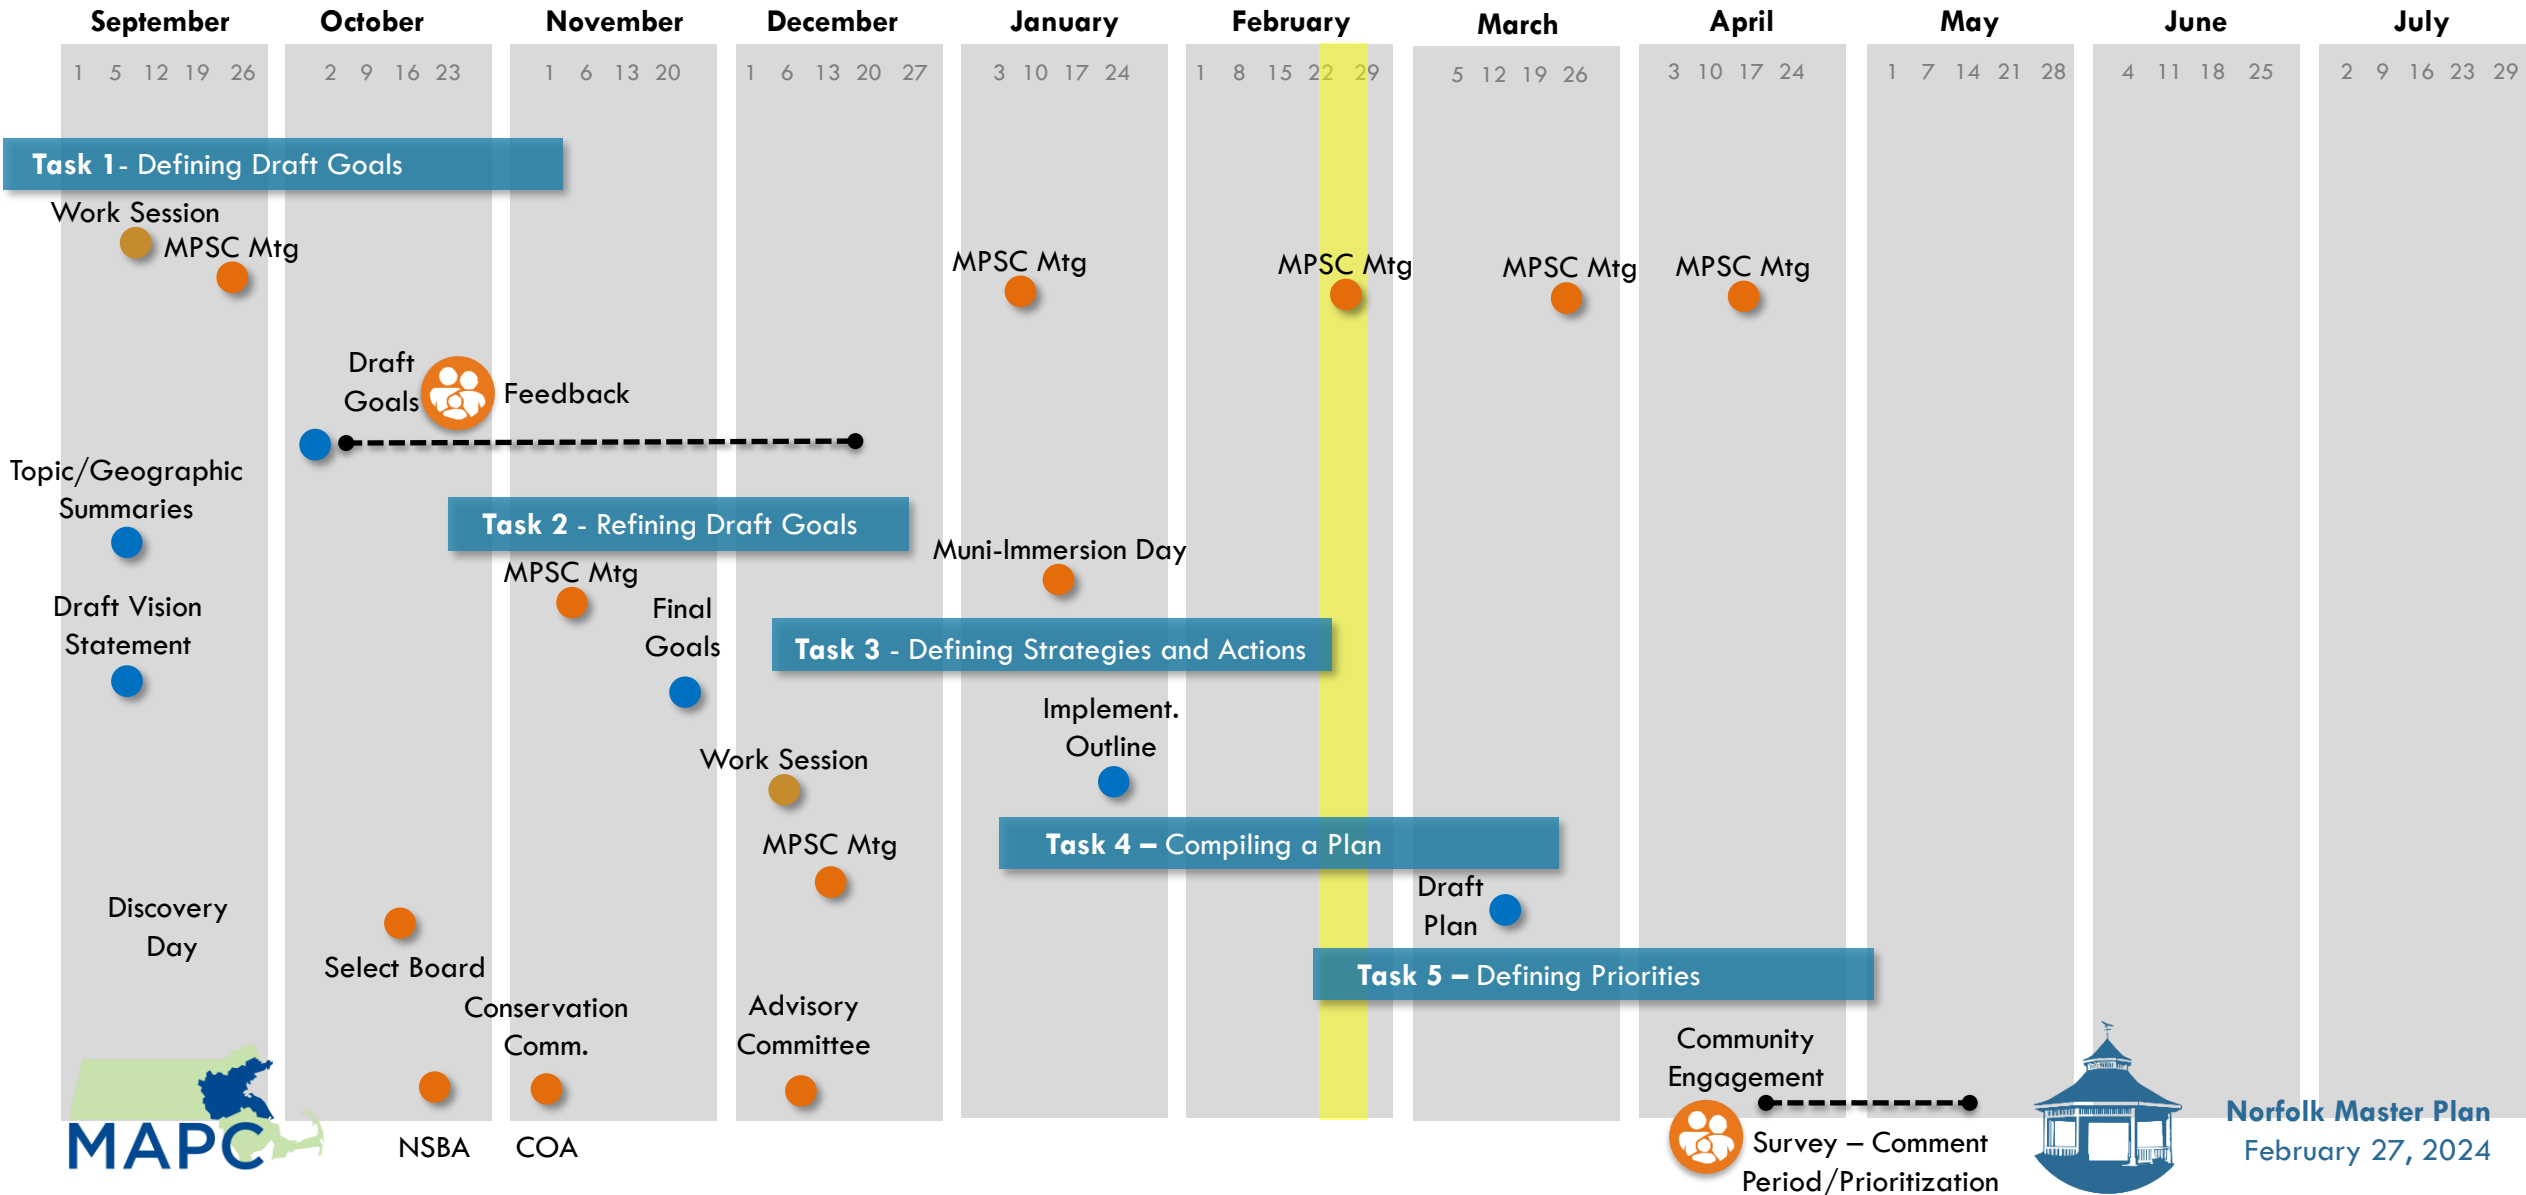 September October November December January February March April May June July
1 5 12 19 26 2 9 16 23 1 6 13 20 1 6 13 20 27 3 10 17 24 1 8 15 22 29 5 12 19 26 3 10 17 24 1 7 14 21 28 4 11 18 25 2 9 16 23 29
Task 1- Defining Draft Goals
Work Session
MPSC Mtg
MPSC Mtg
MPSC Mtg
MPSC Mtg
MPSC Mtg
Draft
Goals
Feedback
Topic/Geographic
Summaries
Task 2 - Refining Draft Goals
Muni-Immersion Day
MPSC Mtg
Draft Vision
Statement
Final
Goals
Task 3 - Defining Strategies and Actions
Implement.
Outline
Work Session
MPSC Mtg
Task 4 – Compiling a Plan
Draft
Plan
Discovery
Day
Select Board
Task 5 – Defining Priorities
Conservation
Comm.
Advisory
Committee
Community
Engagement
MAPC
NSBA
COA
Survey – Comment
Period/Prioritization
Norfolk Master Plan
February 27, 2024